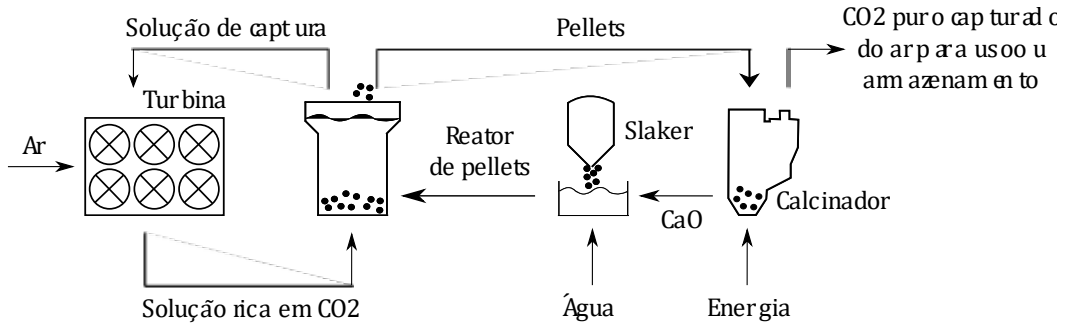 Solução de captura
Pellets
CO2 puro capturado
do ar para uso ou
armazenamento
Turbina
Ar
Reator
de pellets
Slaker
CaO
Calcinador
Solução rica em CO2
Água
Energia